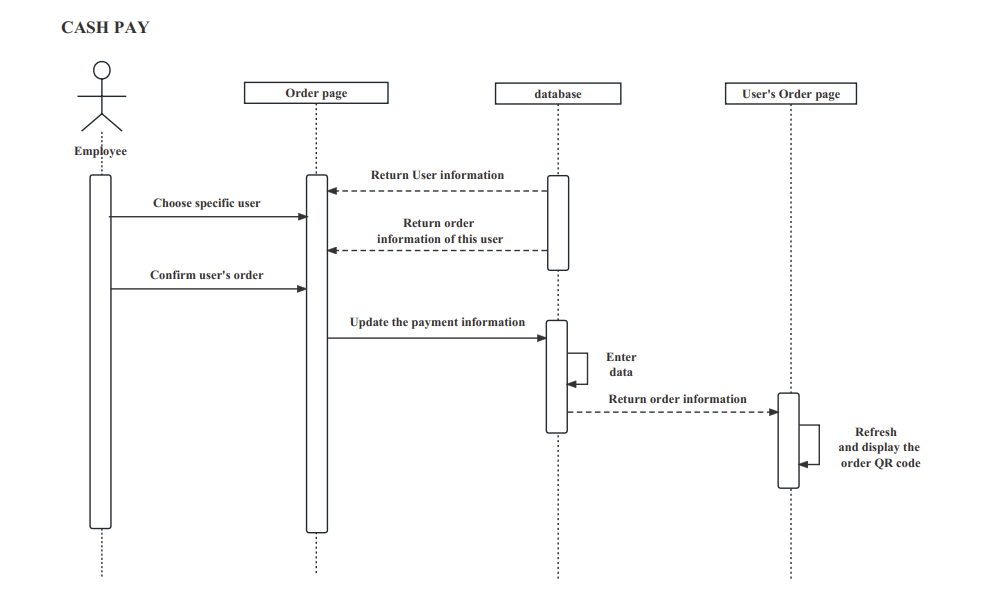 CASH PAY
Order page
database
User's Order page
Employee
Return User information
Choose specific user
Return order
information of this user
Confirm user's order
Update the payment information
Enter
data
Return order information
Refresh
and display the
order QR code